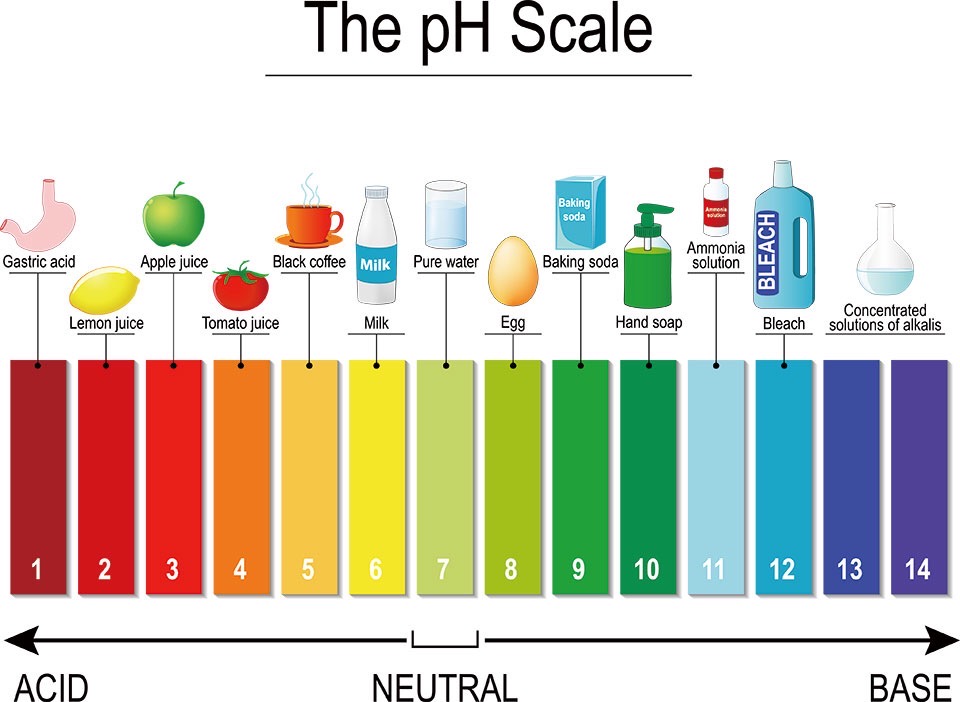 The pH Scale
Gastric acid
Lemon juice
Apple juice
Tomato juice
Black coffee
Milk
Milk
Pure water
Egg
Baking
soda
Baking soda
Hand soap
Ammonia
solution
Ammonia
solution
BLEACH
Bleach
Concentrated
solutions of alkalis
1 2 3 4 5 6 7 8 9 10 11 12 13 14
ACID NEUTRAL BASE